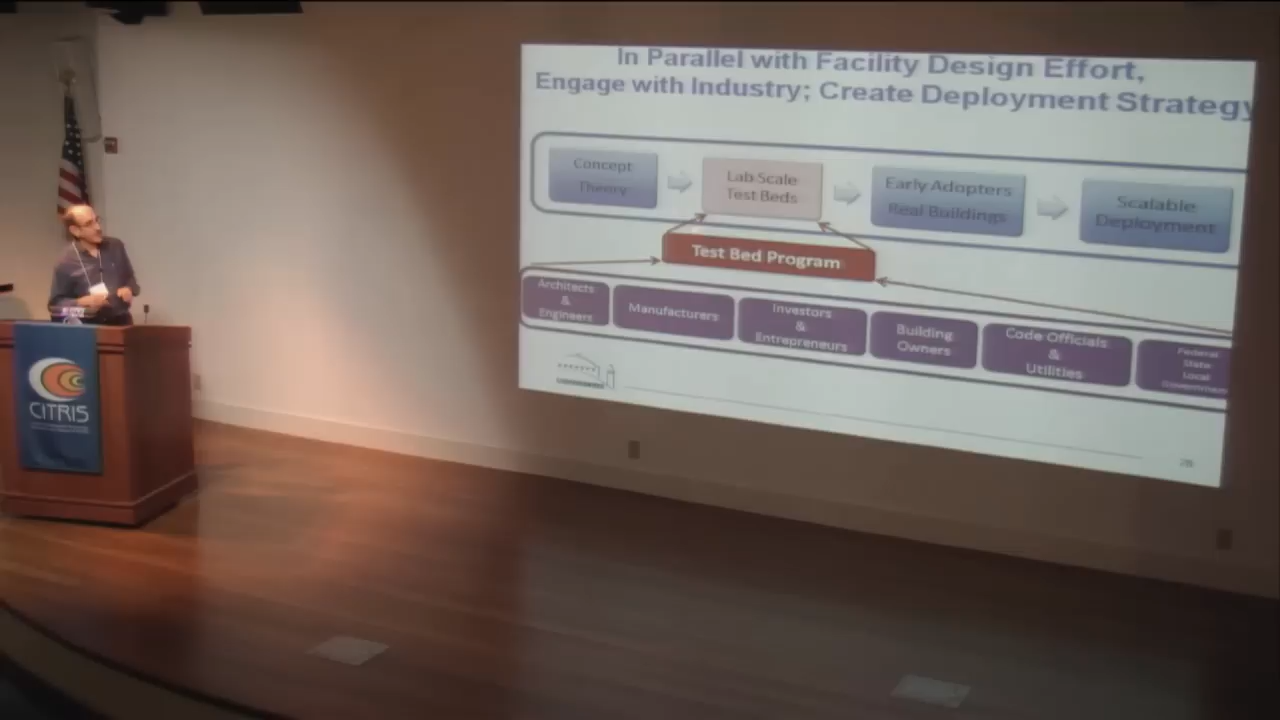 In Parallel with Facility Design Effort,
Engage with Industry; Create Deployment Strategy
Concept
Theory
Lab Scale
Test Beds
Early Adopters
Real Buildings
Scalable
Deployment
Test Bed Program
Architects
&
Engineers
Manufacturers
Investors
&
Entrepreneurs
Building
Owners
Code Officials
&
Utilities
Federal
State
Local
28
CITRIS